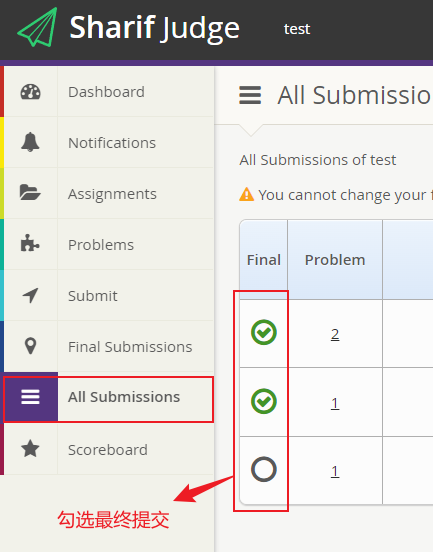 Sharif Judge
test
Dashboard
Notifications
Assignments
Problems
Submit
Final Submissions
All Submissions
Scoreboard
All Submissio
All Submissions of test
You cannot change your f
Final Problem
2
1
1
勾选最终提交